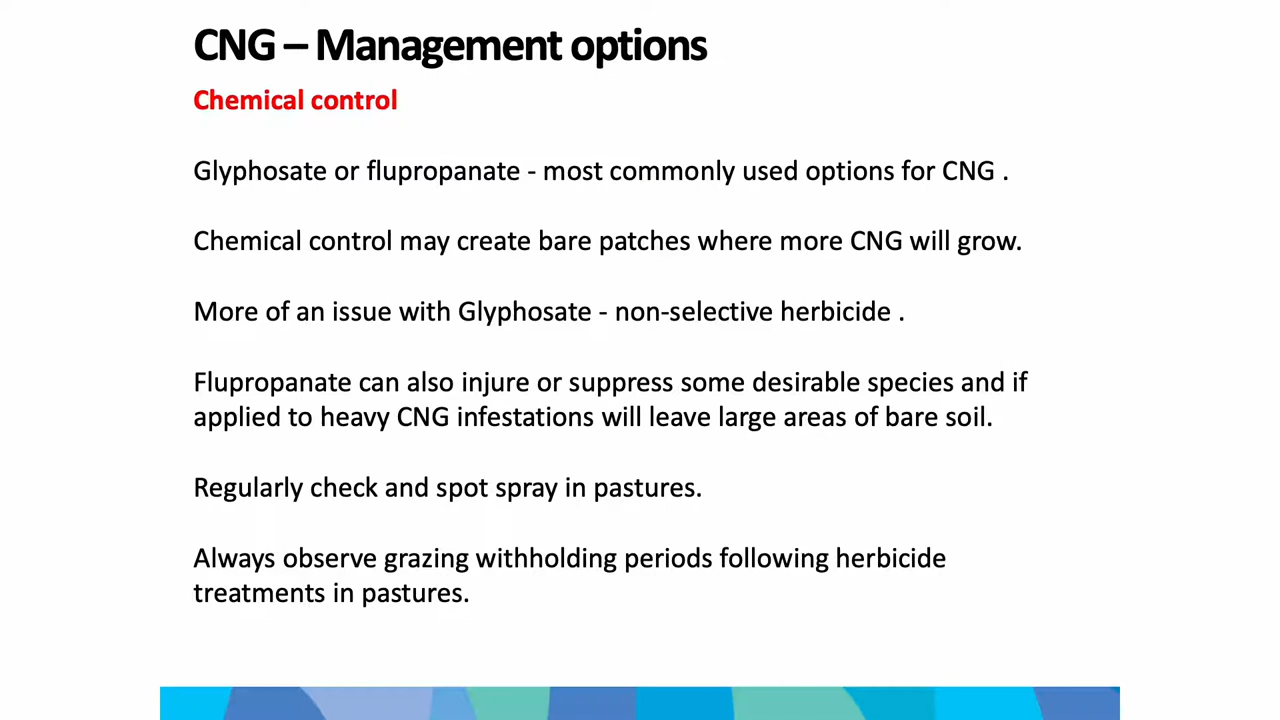 CNG – Management options
Chemical control
Glyphosate or flupropanate - most commonly used options for CNG .
Chemical control may create bare patches where more CNG will grow.
More of an issue with Glyphosate - non-selective herbicide .
Flupropanate can also injure or suppress some desirable species and if
applied to heavy CNG infestations will leave large areas of bare soil.
Regularly check and spot spray in pastures.
Always observe grazing withholding periods following herbicide
treatments in pastures.